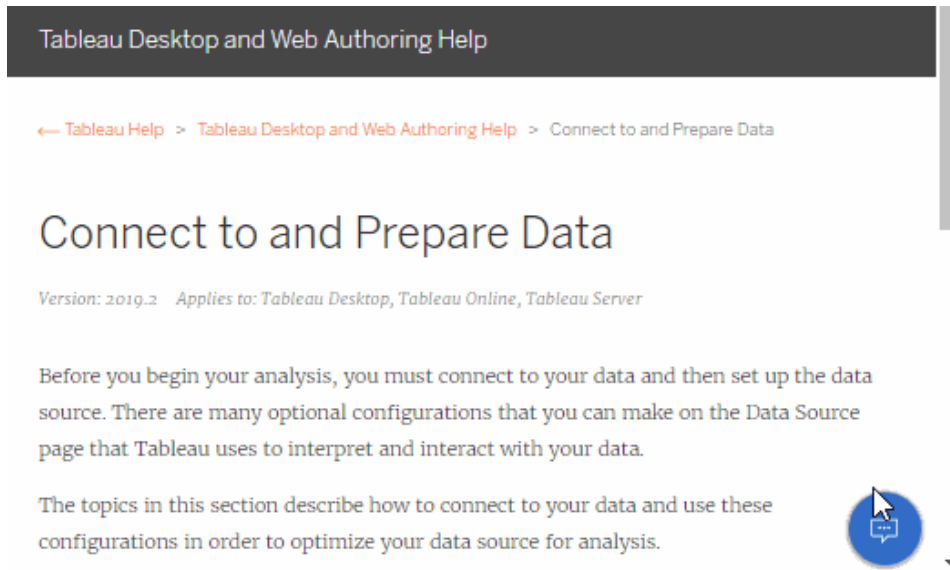 Tableau Desktop and Web Authoring Help
← Tableau Help > Tableau Desktop and Web Authoring Help > Connect to and Prepare Data
Connect to and Prepare Data
Version: 2019.2 Applies to: Tableau Desktop, Tableau Online, Tableau Server
Before you begin your analysis, you must connect to your data and then set up the data
source. There are many optional configurations that you can make on the Data Source
page that Tableau uses to interpret and interact with your data.
The topics in this section describe how to connect to your data and use these
configurations in order to optimize your data source for analysis.